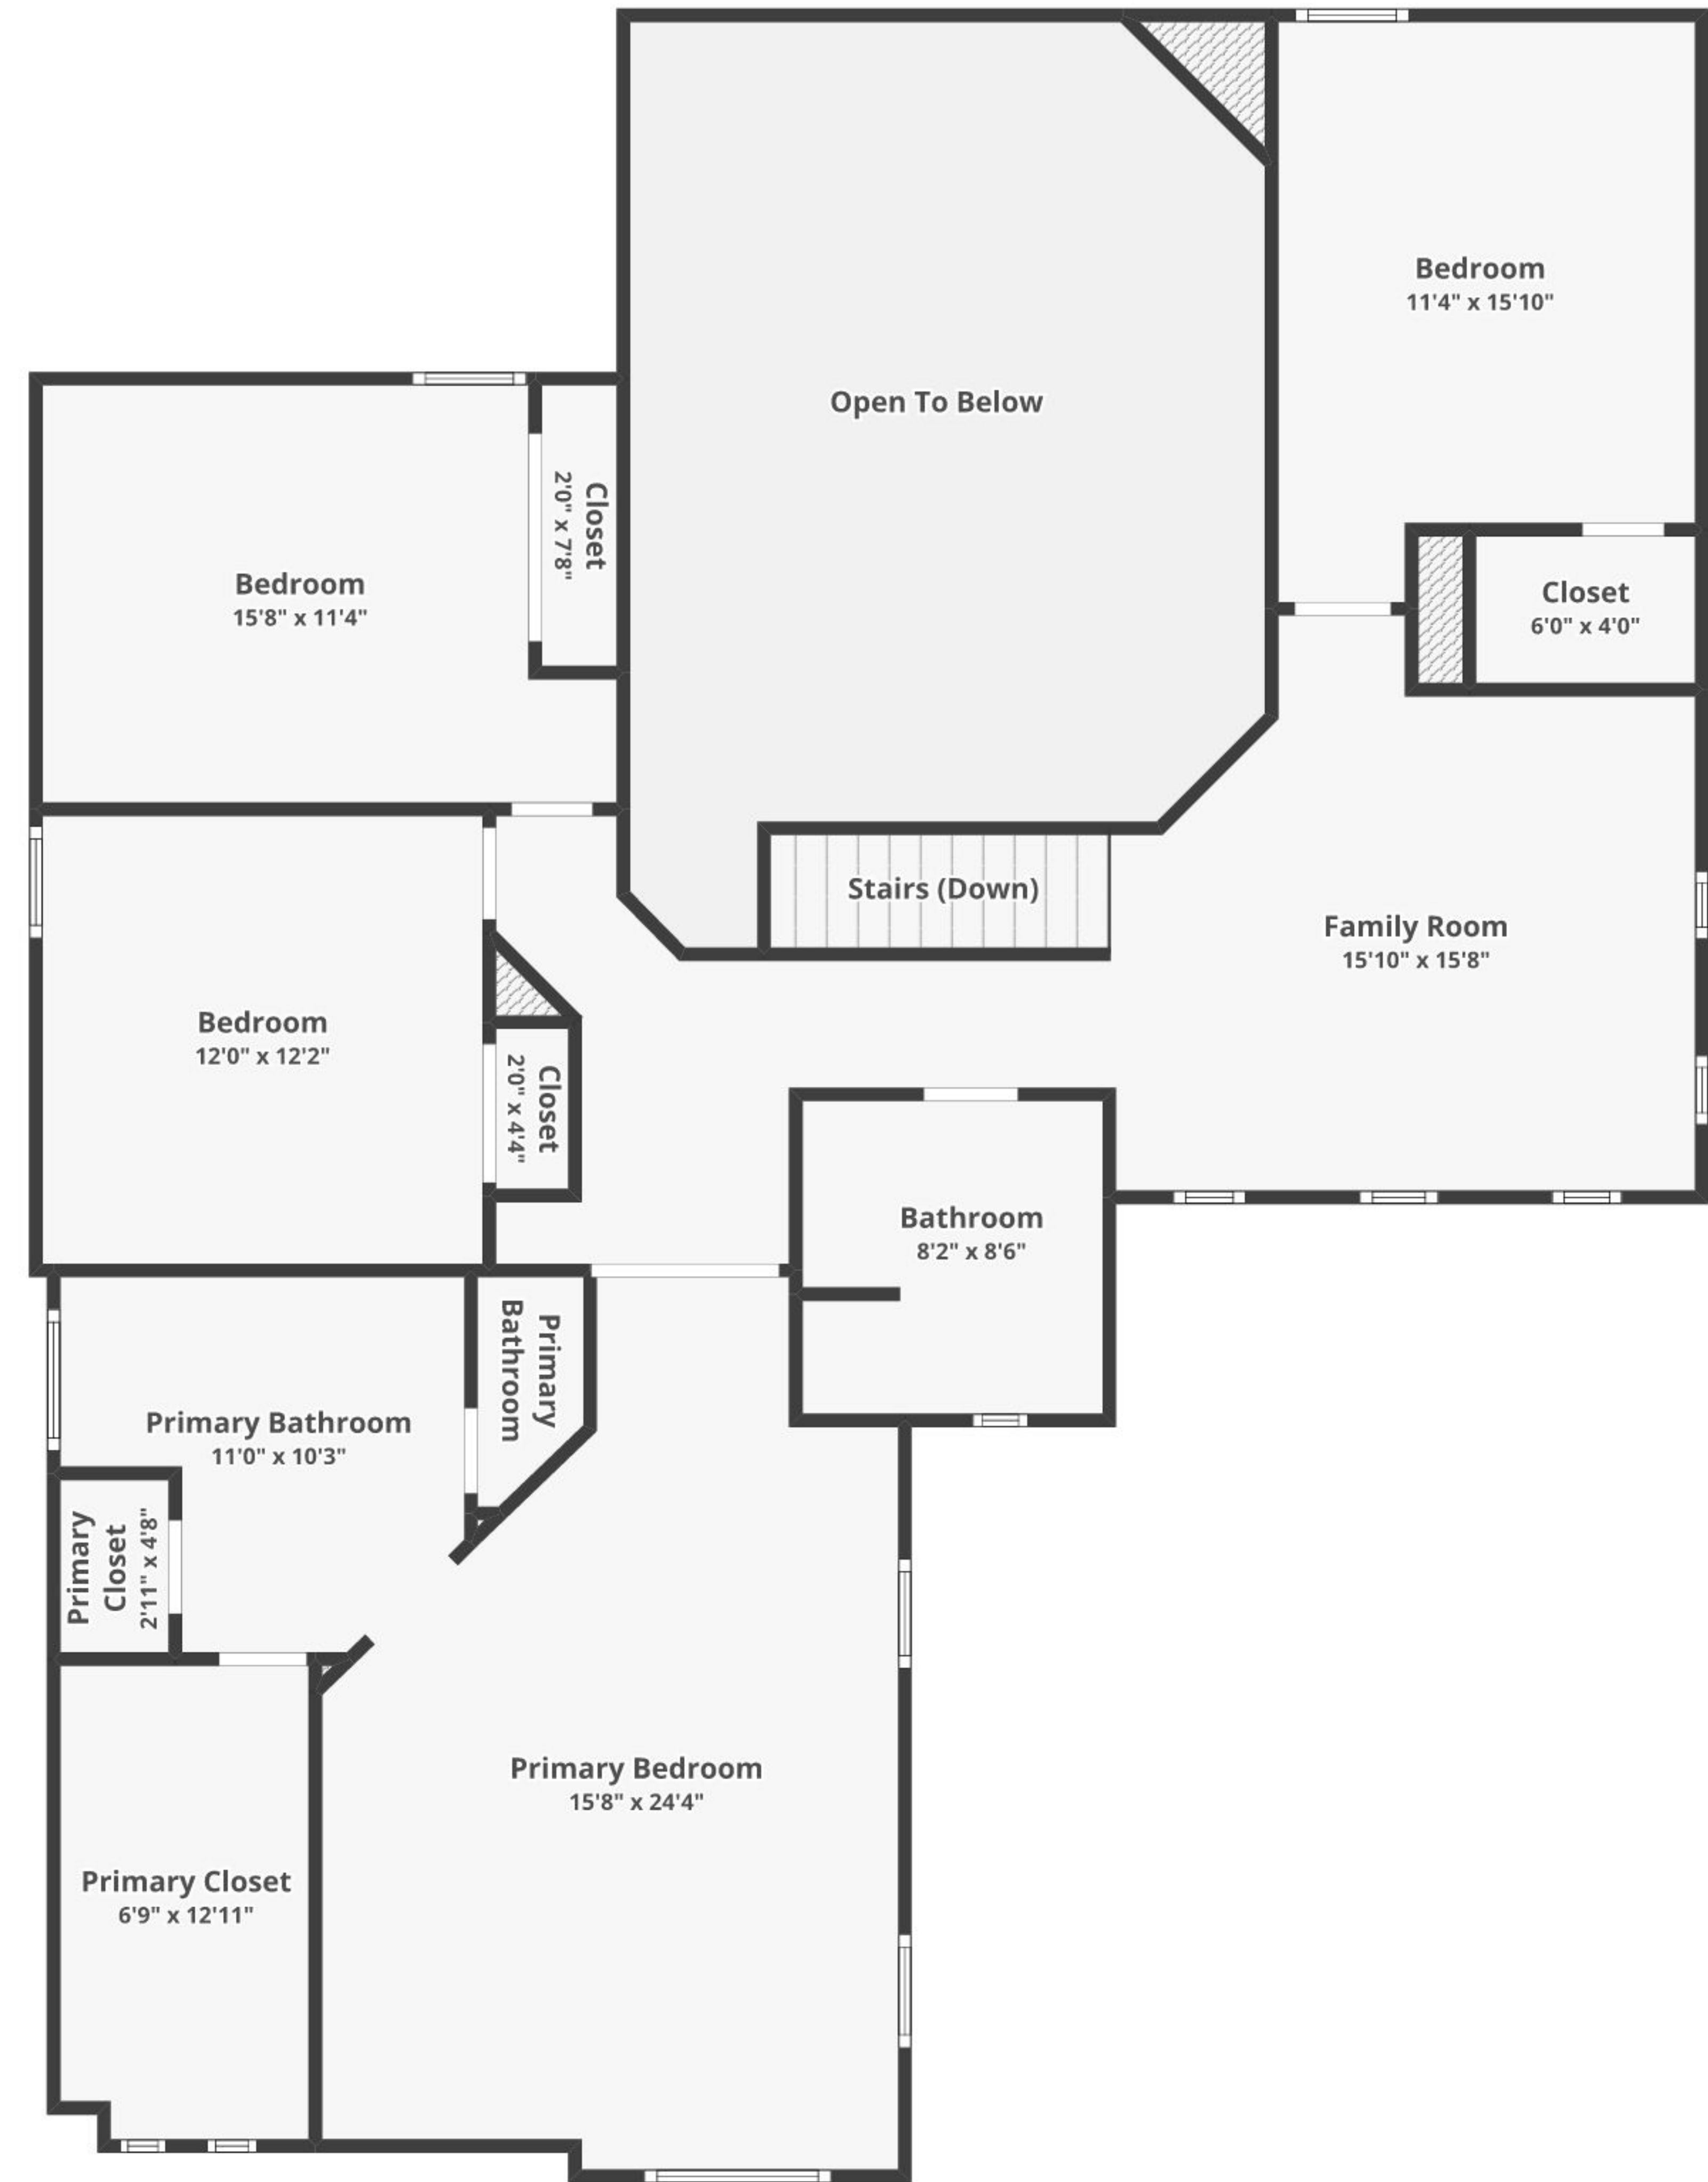 Bedroom
11'4" x 15'10"
Open To Below
Closet
2'0" x 7'8"
Bedroom
15'8" x 11'4"
Closet
6'0" x 4'0"
Stairs (Down)
Family Room
15'10" x 15'8"
Bedroom
12'0" x 12'2"
Closet
2'0" x 4'4"
Bathroom
8'2" x 8'6"
Primary
Bathroom
Primary Bathroom
11'0" x 10'3"
Primary
Closet
2'11" x 4'8"
Primary Bedroom
15'8" x 24'4"
Primary Closet
6'9" x 12'11"